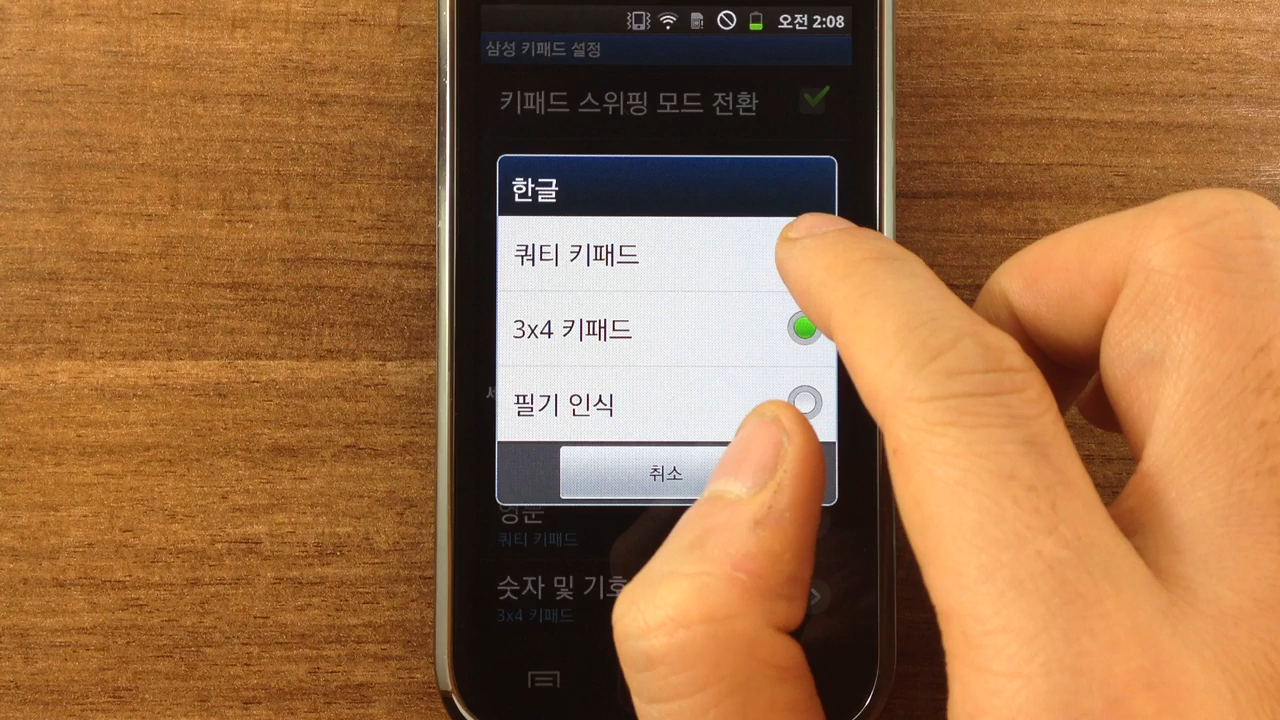 오전 2:08
삼성 키패드 설정
키패드 스위핑 모드 전환
한글
쿼티 키패드
3x4 키패드
필기 인식
취소
영문
쿼티 키패드
숫자 및 기호
3x4 키패드